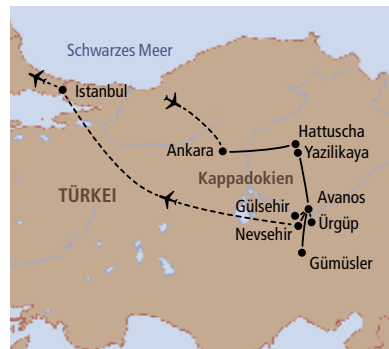 Schwarzes Meer
Istanbul
Hattuscha
Ankara
Yazilikaya
Kappadokien
TÜRKEI
Avanos
Gülsehir
Ürgüp
Nevsehir
Gümüsler